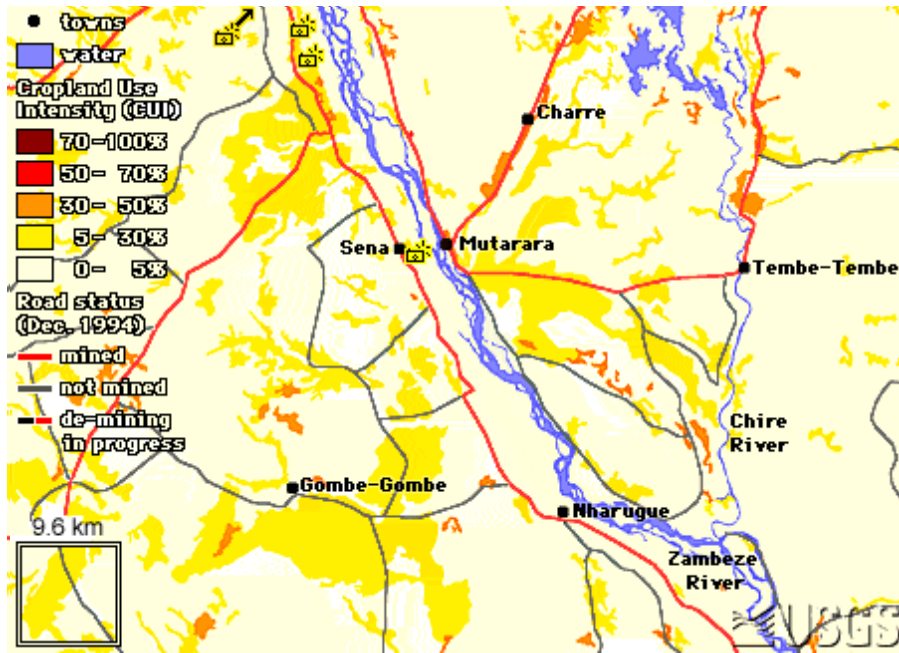 towns
water
Cropland Use
Intensity (CUI)
70-100%
50- 70%
30- 50%
5- 30%
0- 5%
Road status
(Dec. 1994)
mined
not mined
de-mining
in progress
9.6 km
Charre
Sena
Mutarara
Tembe-Tembe
Chire
River
Gombe-Gombe
Nharugue
Zambeze
River
USGS